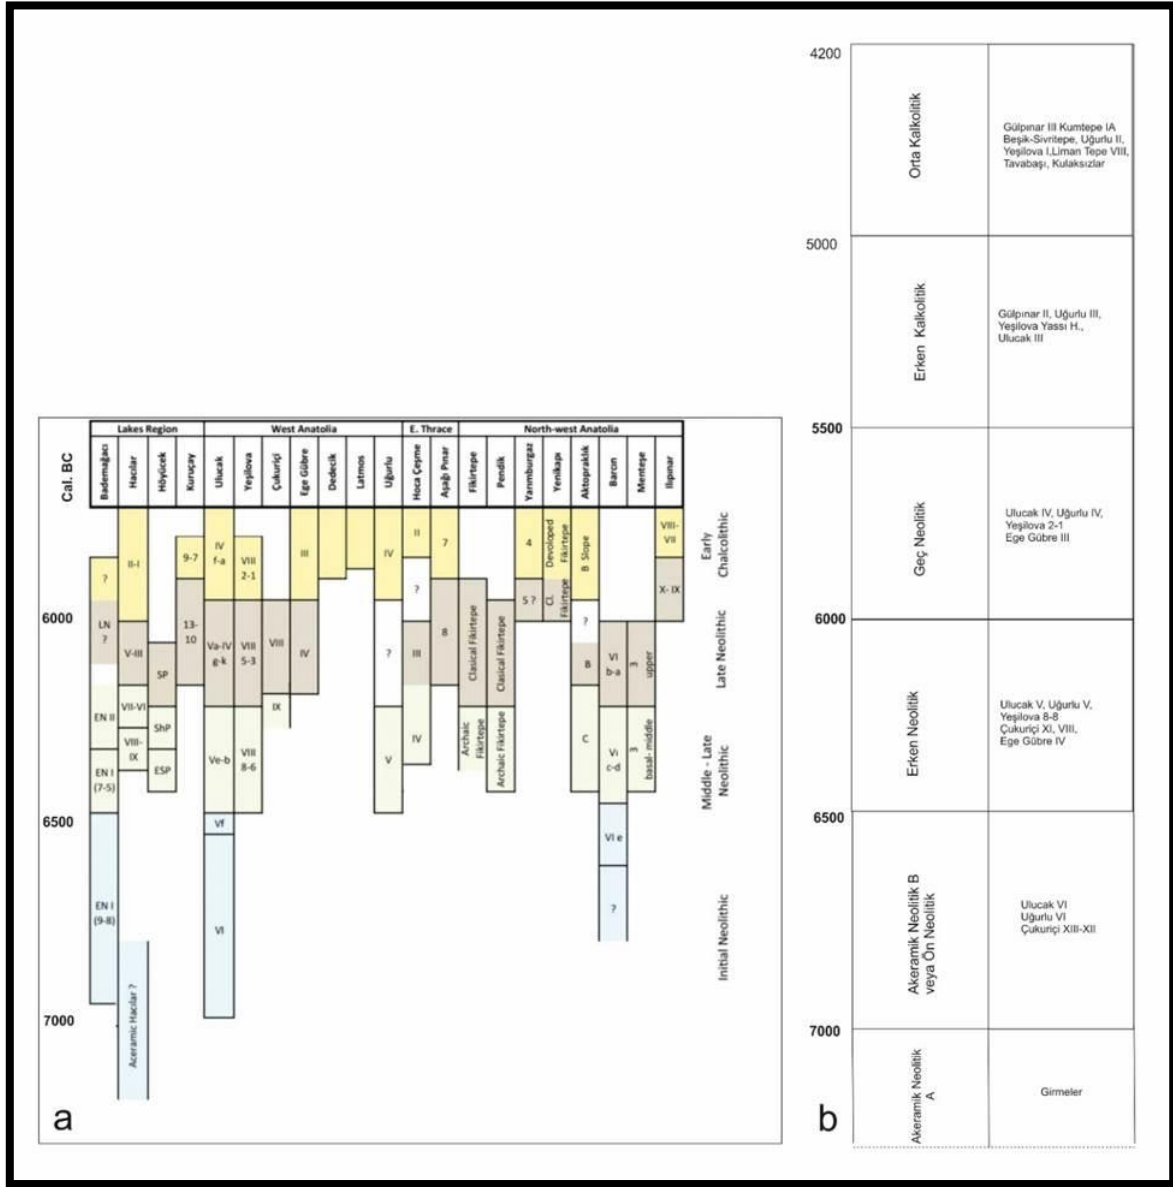 Cal. BC
Lakes Region
West Anatolia
E. Thrace
North-west Anatolia
Bademağacı
Hacılar
Höyücek
Kuruçay
Ulucak
Yeşilova
Çukuriçi
Ege Gübre
Dedecik
Latmos
Uğurlu
Hoca Çeşme
Aşağı Pınar
Fikirtepe
Pendik
Yarımburgaz
Yenikapı
Aktopraklık
Barcın
Menteşe
Ilıpınar
6000
6500
7000
?
LN
?
EN II
EN I
(7-5)
EN I
(9-8)
II-I
V-III
VII-VI
VIII-
IX
Aceramic Hacılar ?
SP
ShP
ESP
9-7
13-
10
IV
f-a
Va-IV
g-k
Ve-b
Vf
VI
VIII
2-1
VIII
5-3
VIII
8-6
VIII
IX
III
IV
IV
?
V
II
?
III
IV
7
8
Clasical Fikirtepe
Archaic
Fikirtepe
Clasical Fikirtepe
Archaic Fikirtepe
4
5 ?
Devoloped
Fikirtepe
Cl.
Fikirtepe
B Slope
?
B
C
VI
b-a
Vi
c-d
VI e
?
3
upper
3
basal- middle
VIII-
VII
X- IX
Early
Chalcolithic
Late Neolithic
Middle - Late
Neolithic
Initial Neolithic
a
4200
Orta Kalkolitik
Gülpınar III Kumtepe IA
Beşik-Sivritepe, Uğurlu II,
Yeşilova I,Liman Tepe VIII,
Tavabaşı, Kulaksızlar
5000
Erken Kalkolitik
Gülpınar II, Uğurlu III,
Yeşilova Yassı H.,
Ulucak III
5500
Geç Neolitik
Ulucak IV, Uğurlu IV,
Yeşilova 2-1
Ege Gübre III
6000
Erken Neolitik
Ulucak V, Uğurlu V,
Yeşilova 8-8
Çukuriçi XI, VIII,
Ege Gübre IV
6500
Akeramik Neolitik B
veya Ön Neolitik
Ulucak VI
Uğurlu VI
Çukuriçi XIII-XII
7000
Akeramik Neolitik
A
Girmeler
b